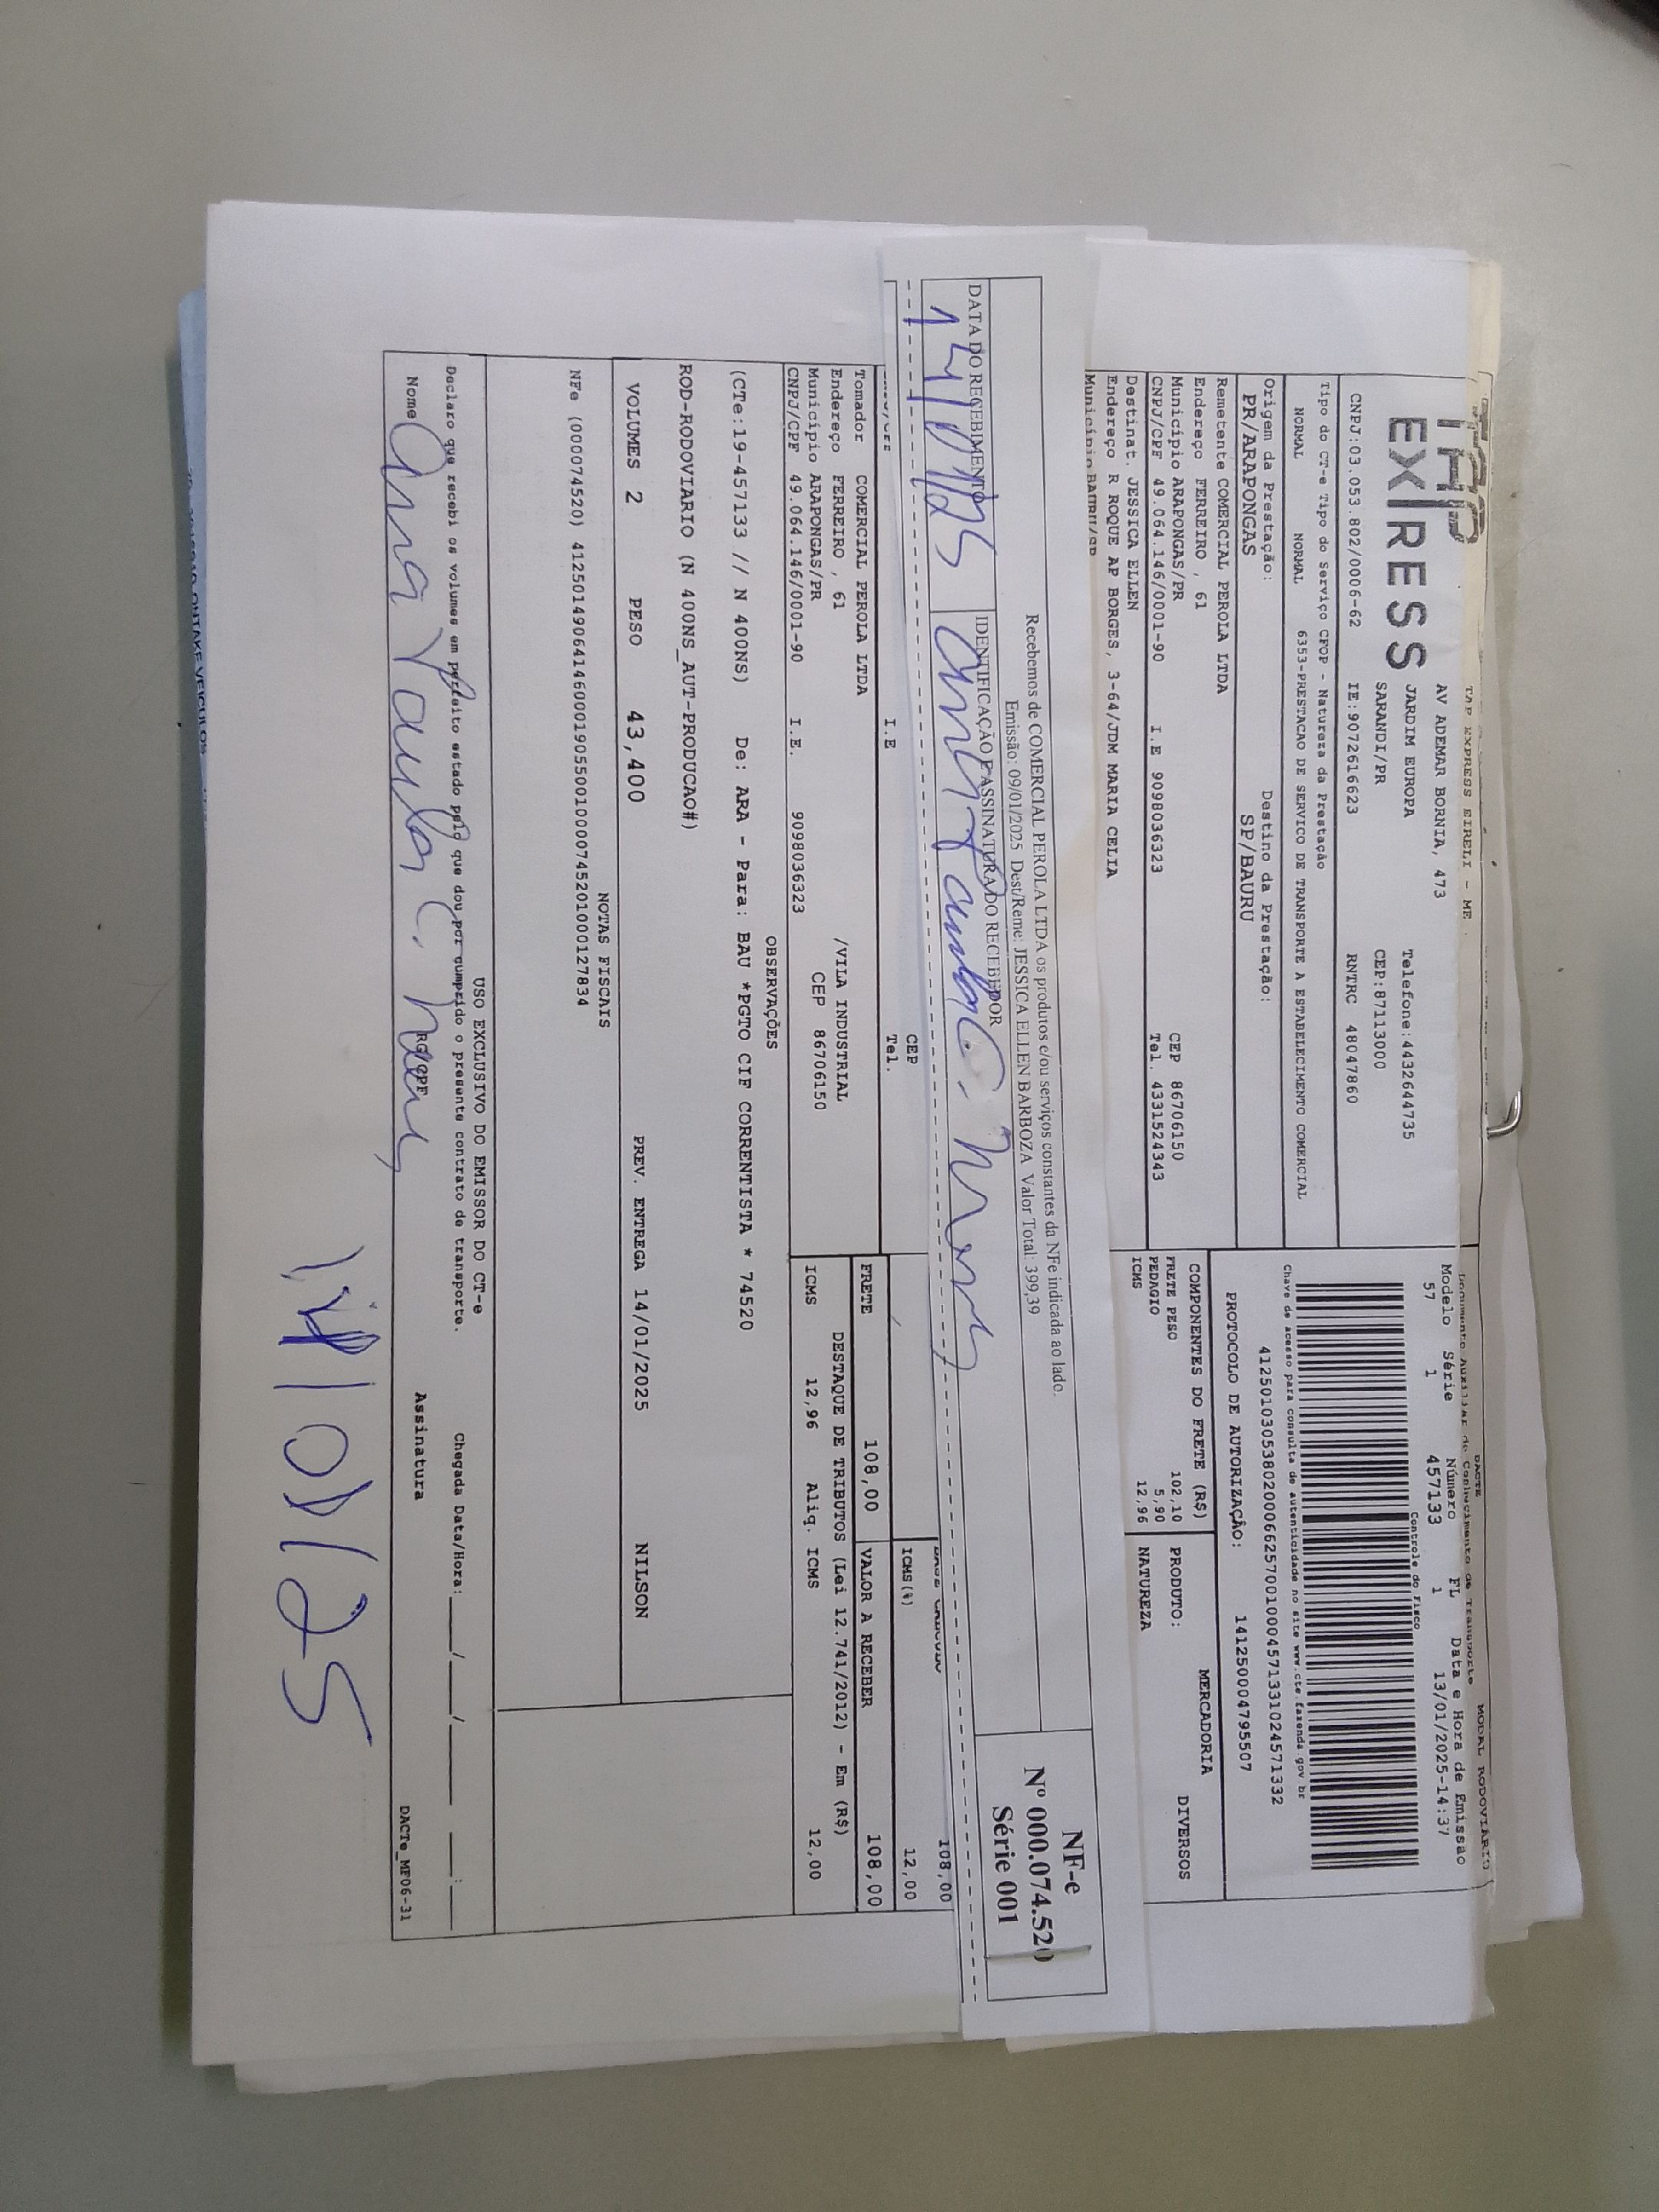 TAP EXPRESS EIRELI - ME
TAP
EXPRESS
AV ADEMAR BORNIA, 473
JARDIM EUROPA
Telefone:4432644735
SARANDI/PR
CEP:87113000
CNPJ:03.053.802/0006-62 IE:9072616623 RNTRC 48047860
Tipo do CT-e Tipo do Serviço CFOP - Natureza da Prestação
NORMAL NORMAL 6353-PRESTACAO DE SERVICO DE TRANSPORTE A ESTABELECIMENTO COMERCIAL
Origem da Prestação: Destino da Prestação:
PR/ARAPONGAS SP/BAURU
Remetente COMERCIAL PEROLA LTDA
Endereço FERREIRO , 61
Município ARAPONGAS/PR CEP 86706150
CNPJ/CPF 49.064.146/0001-90 I.E 9098036323 Tel. 4331524343
Destinat. JESSICA ELLEN
Endereço R ROQUE AP BORGES, 3-64/JDM MARIA CELIA
Município BAURU/SP
DACTE MODAL RODOVIÁRIO
Documento Auxiliar de Conhecimento de Transporte
Modelo Série Número FL Data e Hora de Emissão
57 1 457133 1 13/01/2025-14:37
Controle do Fisco
Chave de acesso para consulta de autenticidade no site www.cte.fazenda.gov.br
41250103053802000662570010004571331024571332
PROTOCOLO DE AUTORIZAÇÃO: 141250004795507
COMPONENTES DO FRETE (R$) MERCADORIA
FRETE PESO 102,10 PRODUTO: DIVERSOS
PEDAGIO 5,90
ICMS 12,96 NATUREZA
Recebemos de COMERCIAL PEROLA LTDA os produtos e/ou serviços constantes da NFe indicada ao lado.
Emissão: 09/01/2025 Dest/Reme: JESSICA ELLEN BARBOZA Valor Total: 399,39
DATA DO RECEBIMENTO IDENTIFICAÇÃO E ASSINATURA DO RECEBEDOR
14/01/25 Ana Paula C.
NF-e
Nº 000.074.520
Série 001
CEP
I.E Tel.
108,00
ICMS(%) 12,00
Tomador COMERCIAL PEROLA LTDA
Endereço FERREIRO , 61 /VILA INDUSTRIAL
Município ARAPONGAS/PR CEP 86706150
CNPJ/CPF 49.064.146/0001-90 I.E. 9098036323
FRETE 108,00 VALOR A RECEBER 108,00
DESTAQUE DE TRIBUTOS (Lei 12.741/2012) - Em (R$)
ICMS 12,96 Aliq. ICMS 12,00
OBSERVAÇÕES
(CTe:19-457133 // N 400NS) De: ARA - Para: BAU *PGTO CIF CORRENTISTA * 74520
ROD-RODOVIARIO (N 400NS_AUT-PRODUCAO#)
VOLUMES 2 PESO 43,400 PREV. ENTREGA 14/01/2025 NILSON
NOTAS FISCAIS
NFe (000074520) 41250149064146000190550010000745201000127834
USO EXCLUSIVO DO EMISSOR DO CT-e
Declaro que recebi os volumes em perfeito estado pelo que dou por cumprido o presente contrato de transporte. Chegada Data/Hora: ___/___/___ __:__
Nome Ana Paula C. RG/CPF Assinatura
DACTe_MF06-31
14/01/25